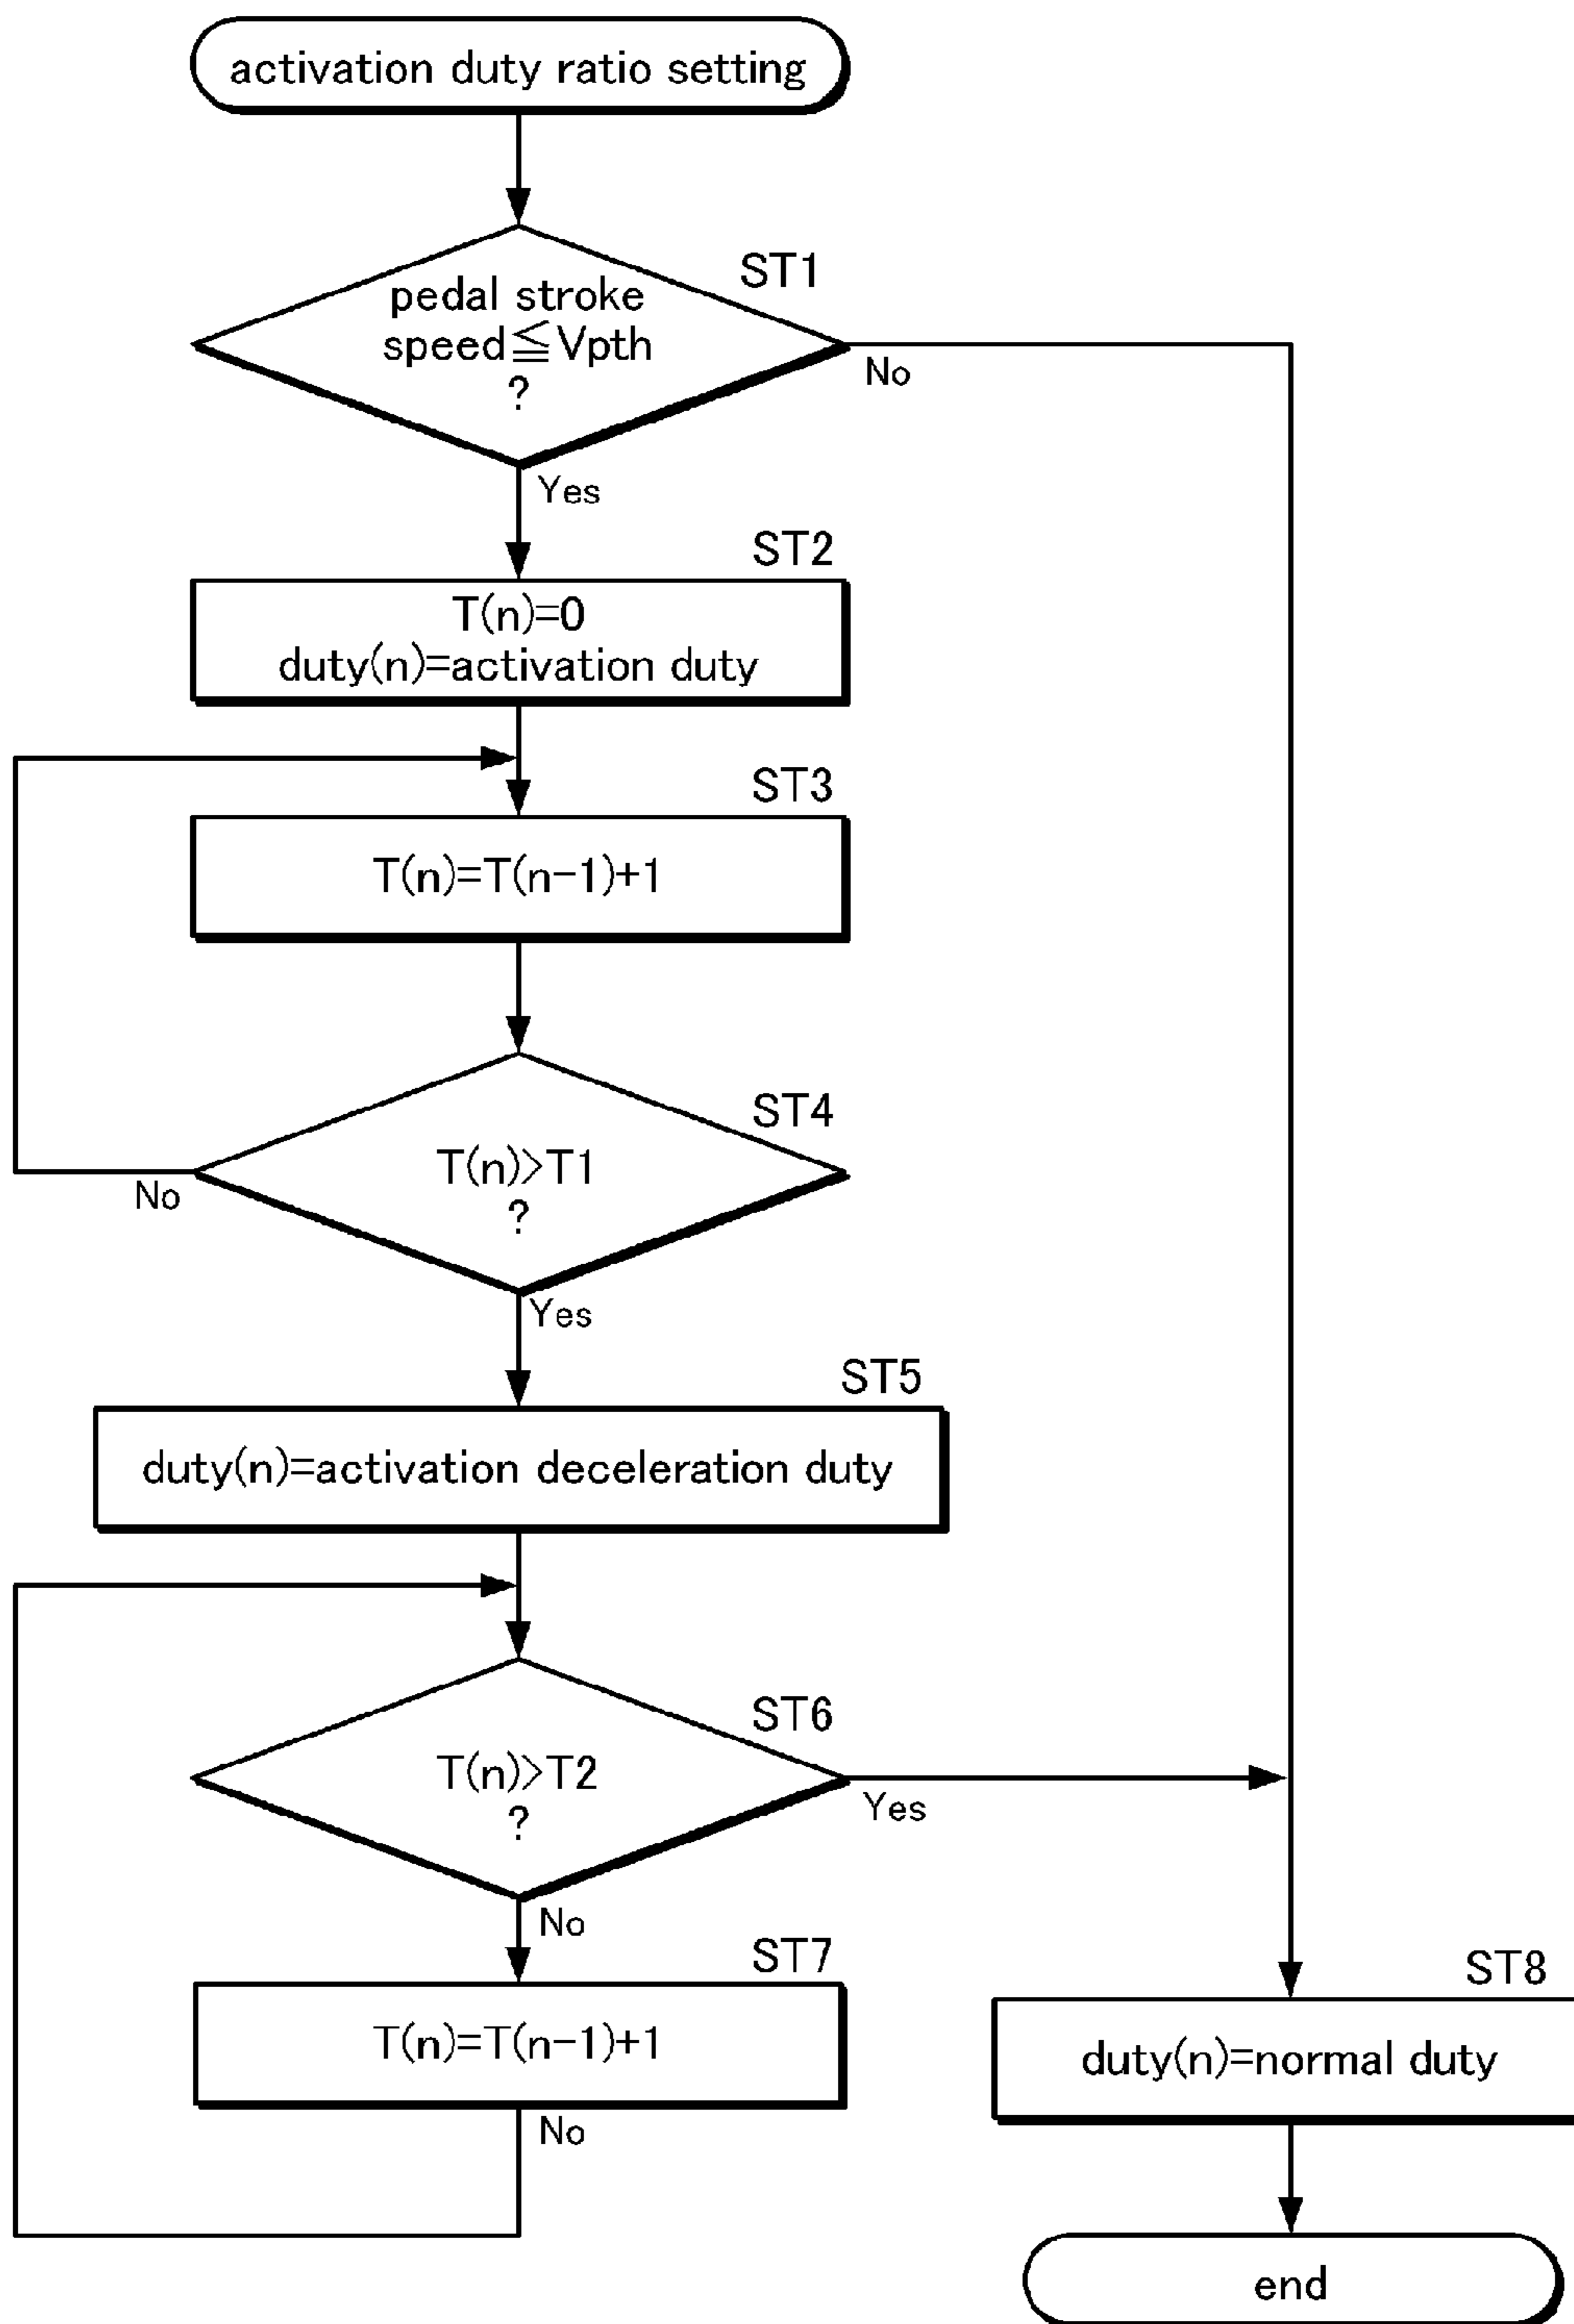 activation duty ratio setting
ST1
pedal stroke
speed≦Vpth
?
No
Yes
ST2
T(n)=0
duty(n)=activation duty
ST3
T(n)=T(n-1)+1
ST4
T(n)>T1
?
No
Yes
ST5
duty(n)=activation deceleration duty
ST6
T(n)>T2
?
Yes
No
ST7
T(n)=T(n-1)+1
No
ST8
duty(n)=normal duty
end